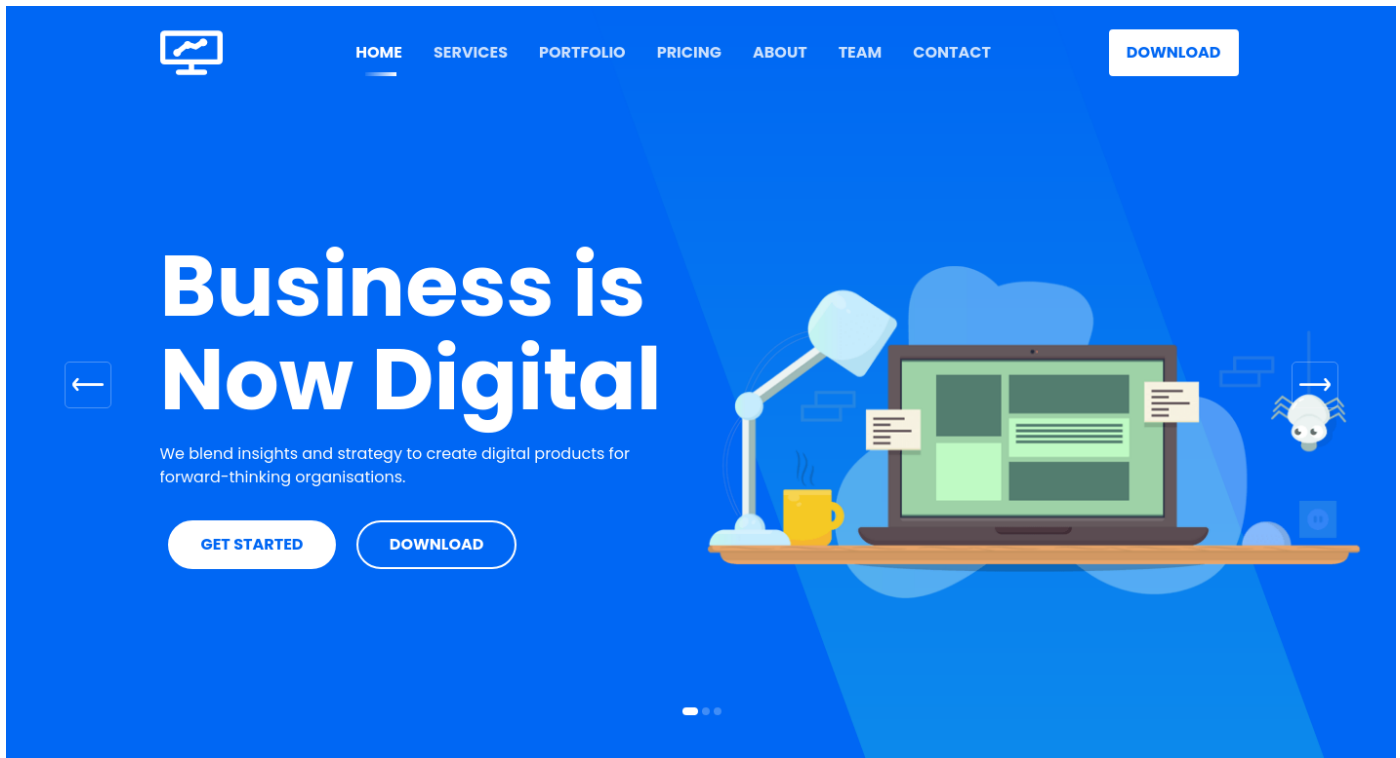 HOME SERVICES PORTFOLIO PRICING ABOUT TEAM CONTACT DOWNLOAD
Business is
Now Digital
We blend insights and strategy to create digital products for
forward-thinking organisations.
GET STARTED DOWNLOAD